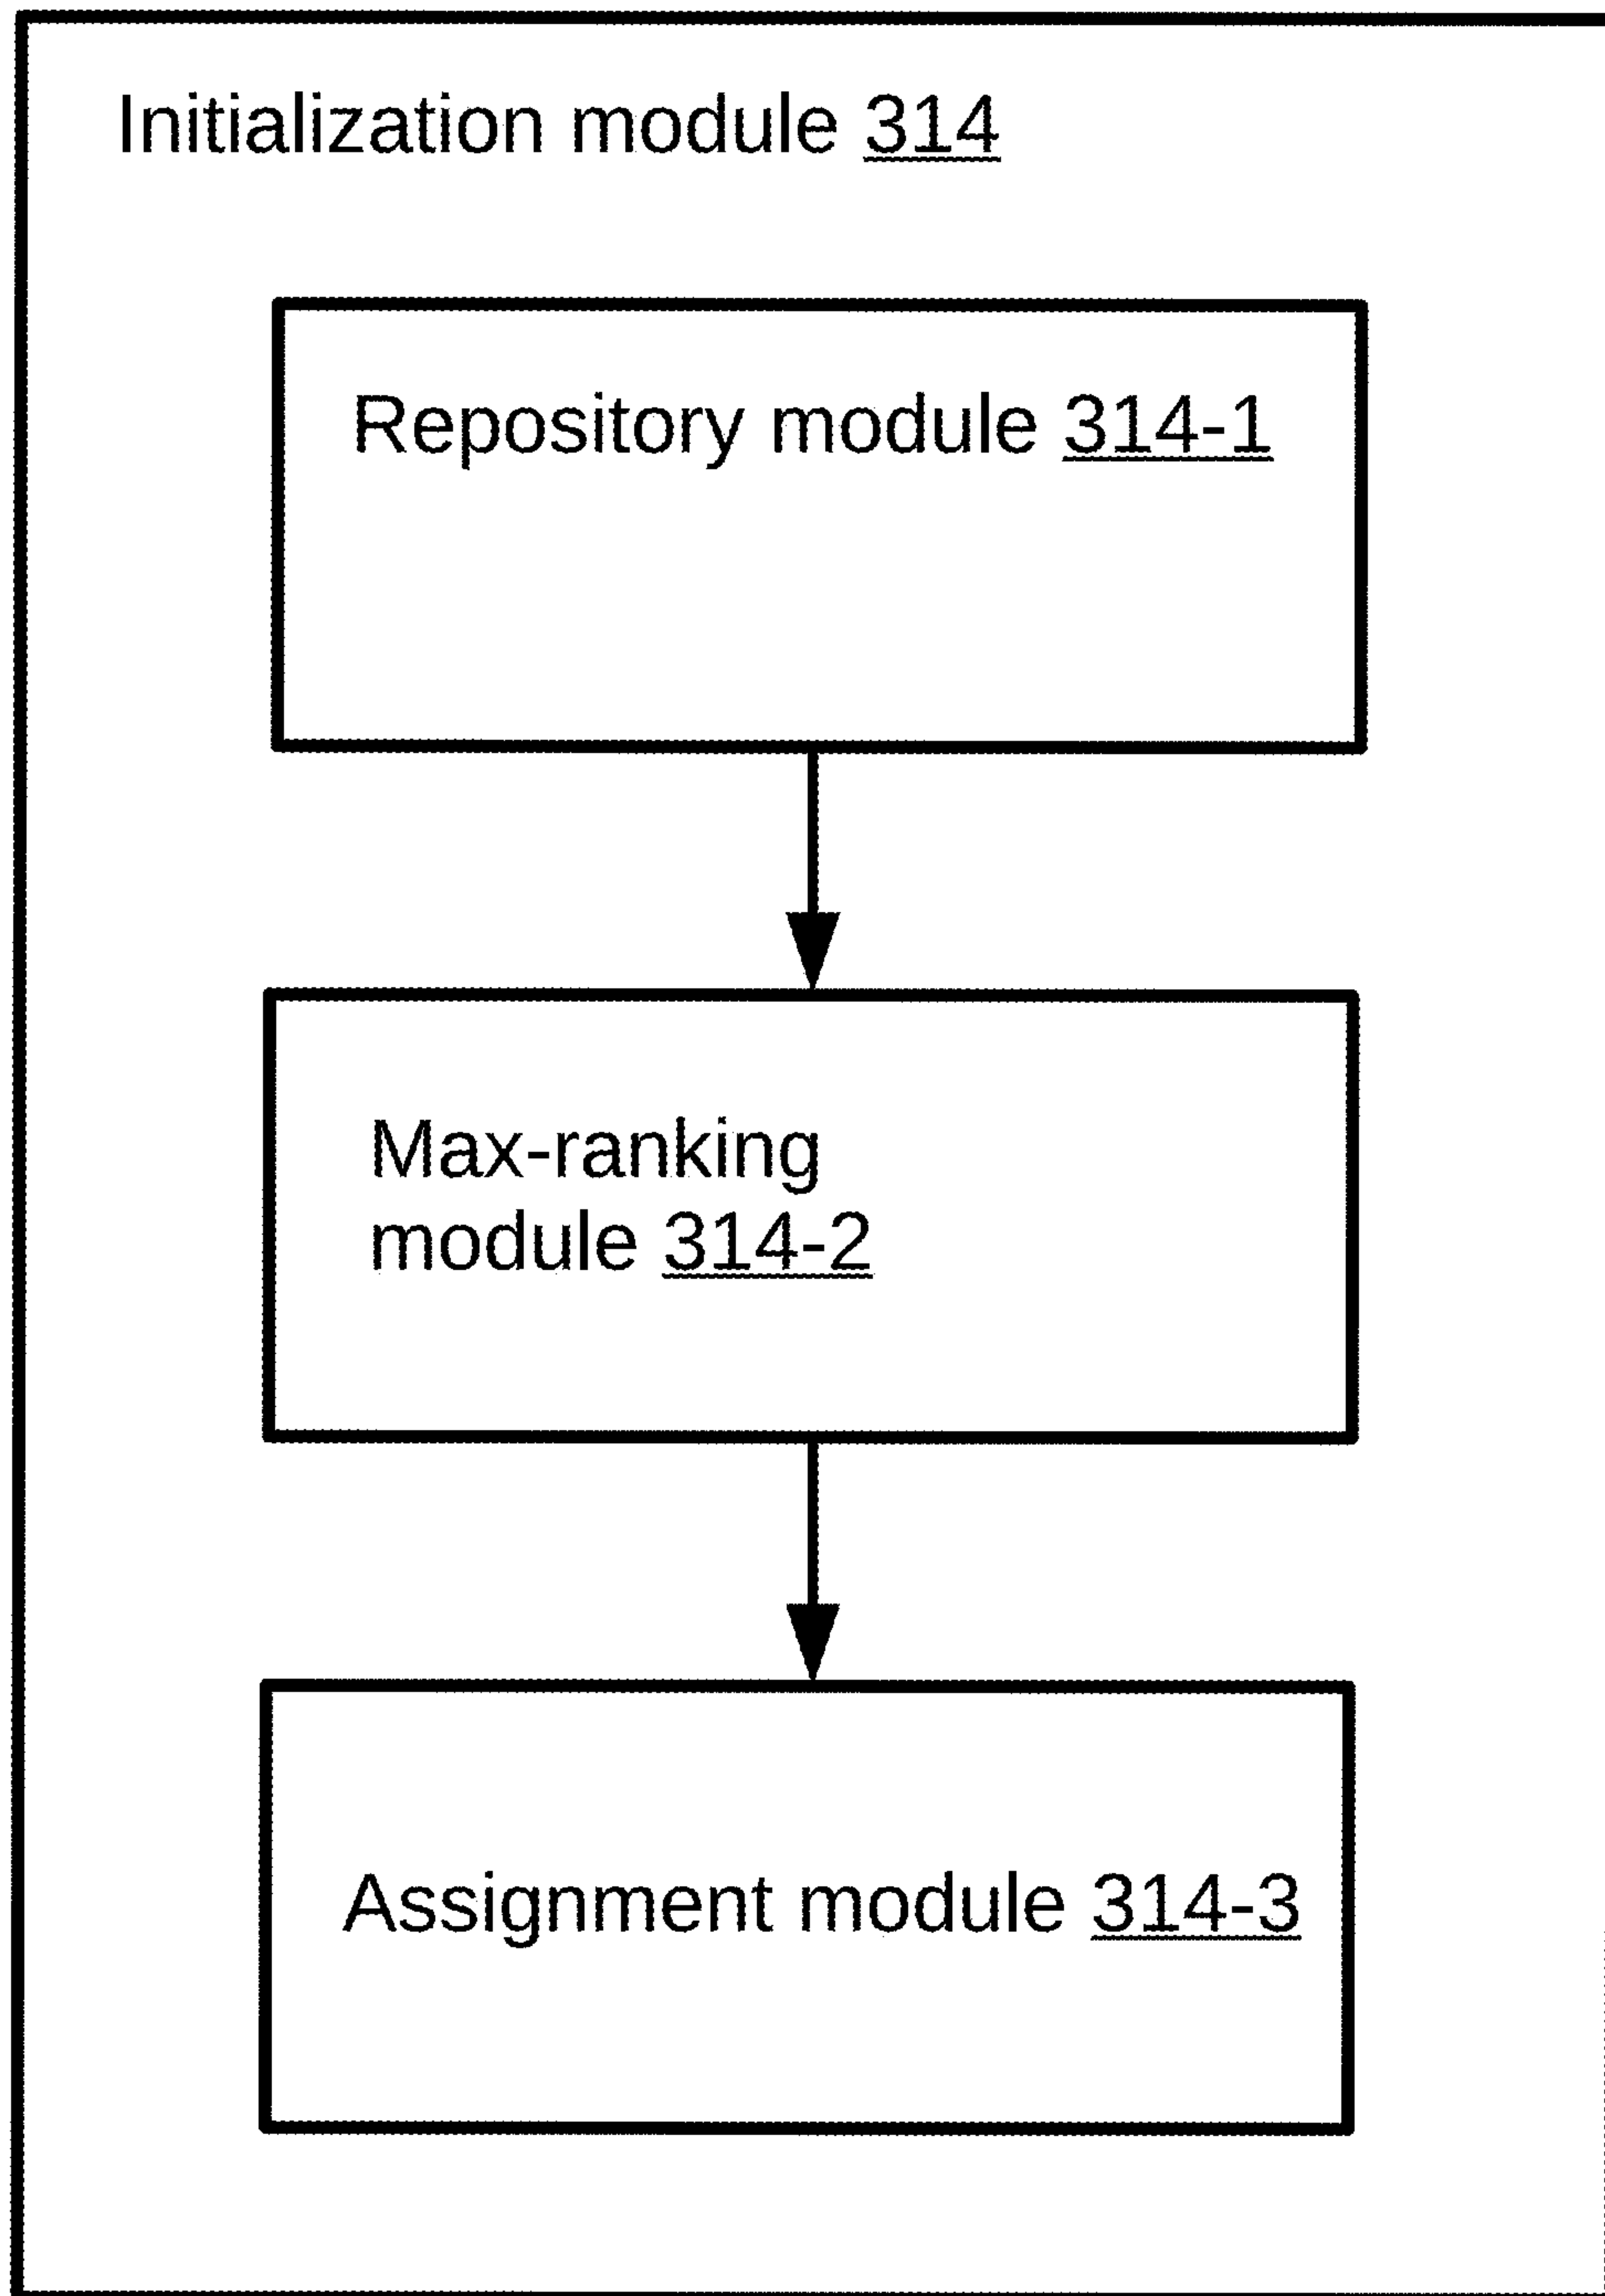 Initialization module 314
Repository module 314-1
Max-ranking
module 314-2
Assignment module 314-3